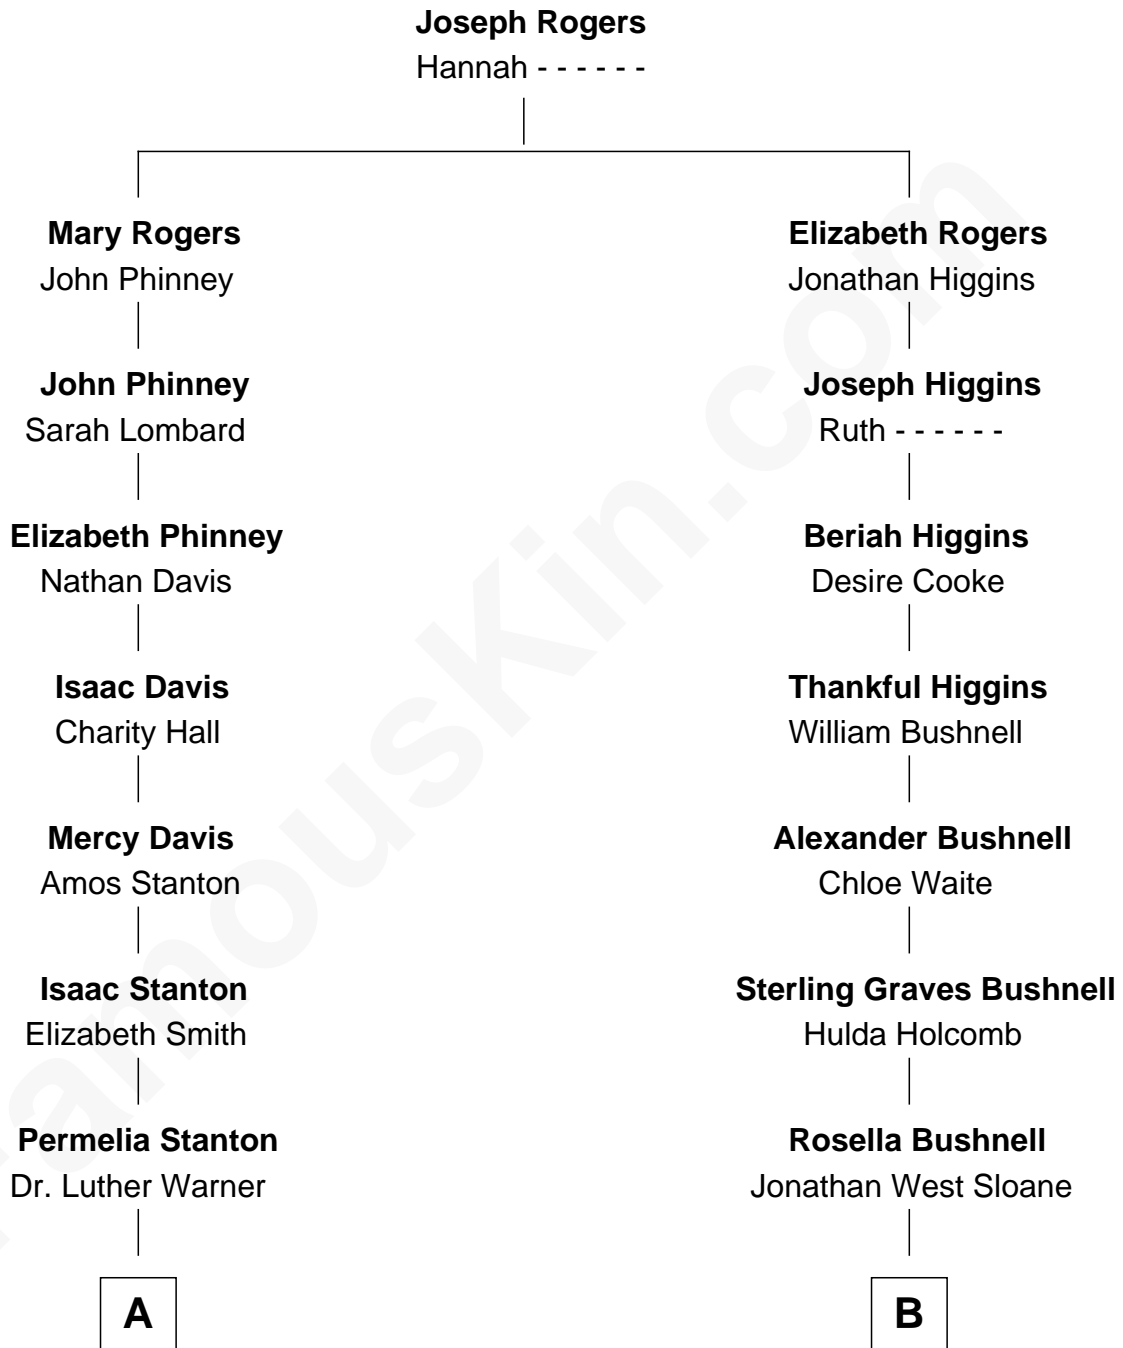 Joseph Rogers
Hannah - - - - - -
Mary Rogers
John Phinney
Elizabeth Rogers
Jonathan Higgins
John Phinney
Sarah Lombard
Joseph Higgins
Ruth - - - - - -
Elizabeth Phinney
Nathan Davis
Beriah Higgins
Desire Cooke
Isaac Davis
Charity Hall
Thankful Higgins
William Bushnell
Mercy Davis
Amos Stanton
Alexander Bushnell
Chloe Waite
Isaac Stanton
Elizabeth Smith
Sterling Graves Bushnell
Hulda Holcomb
Permelia Stanton
Dr. Luther Warner
Rosella Bushnell
Jonathan West Sloane
A
B
FamousKin.com